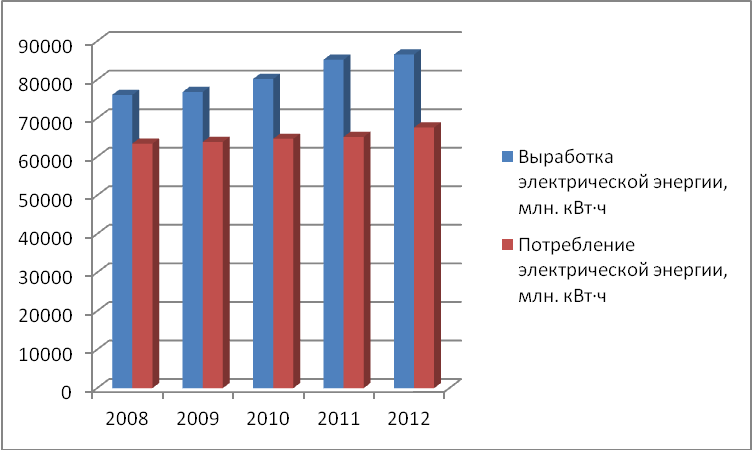 90000
80000
70000
60000
50000
40000
30000
20000
10000
0
2008 2009 2010 2011 2012
Выработка
электрической энергии,
млн. кВт·ч
Потребление
электрической энергии,
млн. кВт·ч